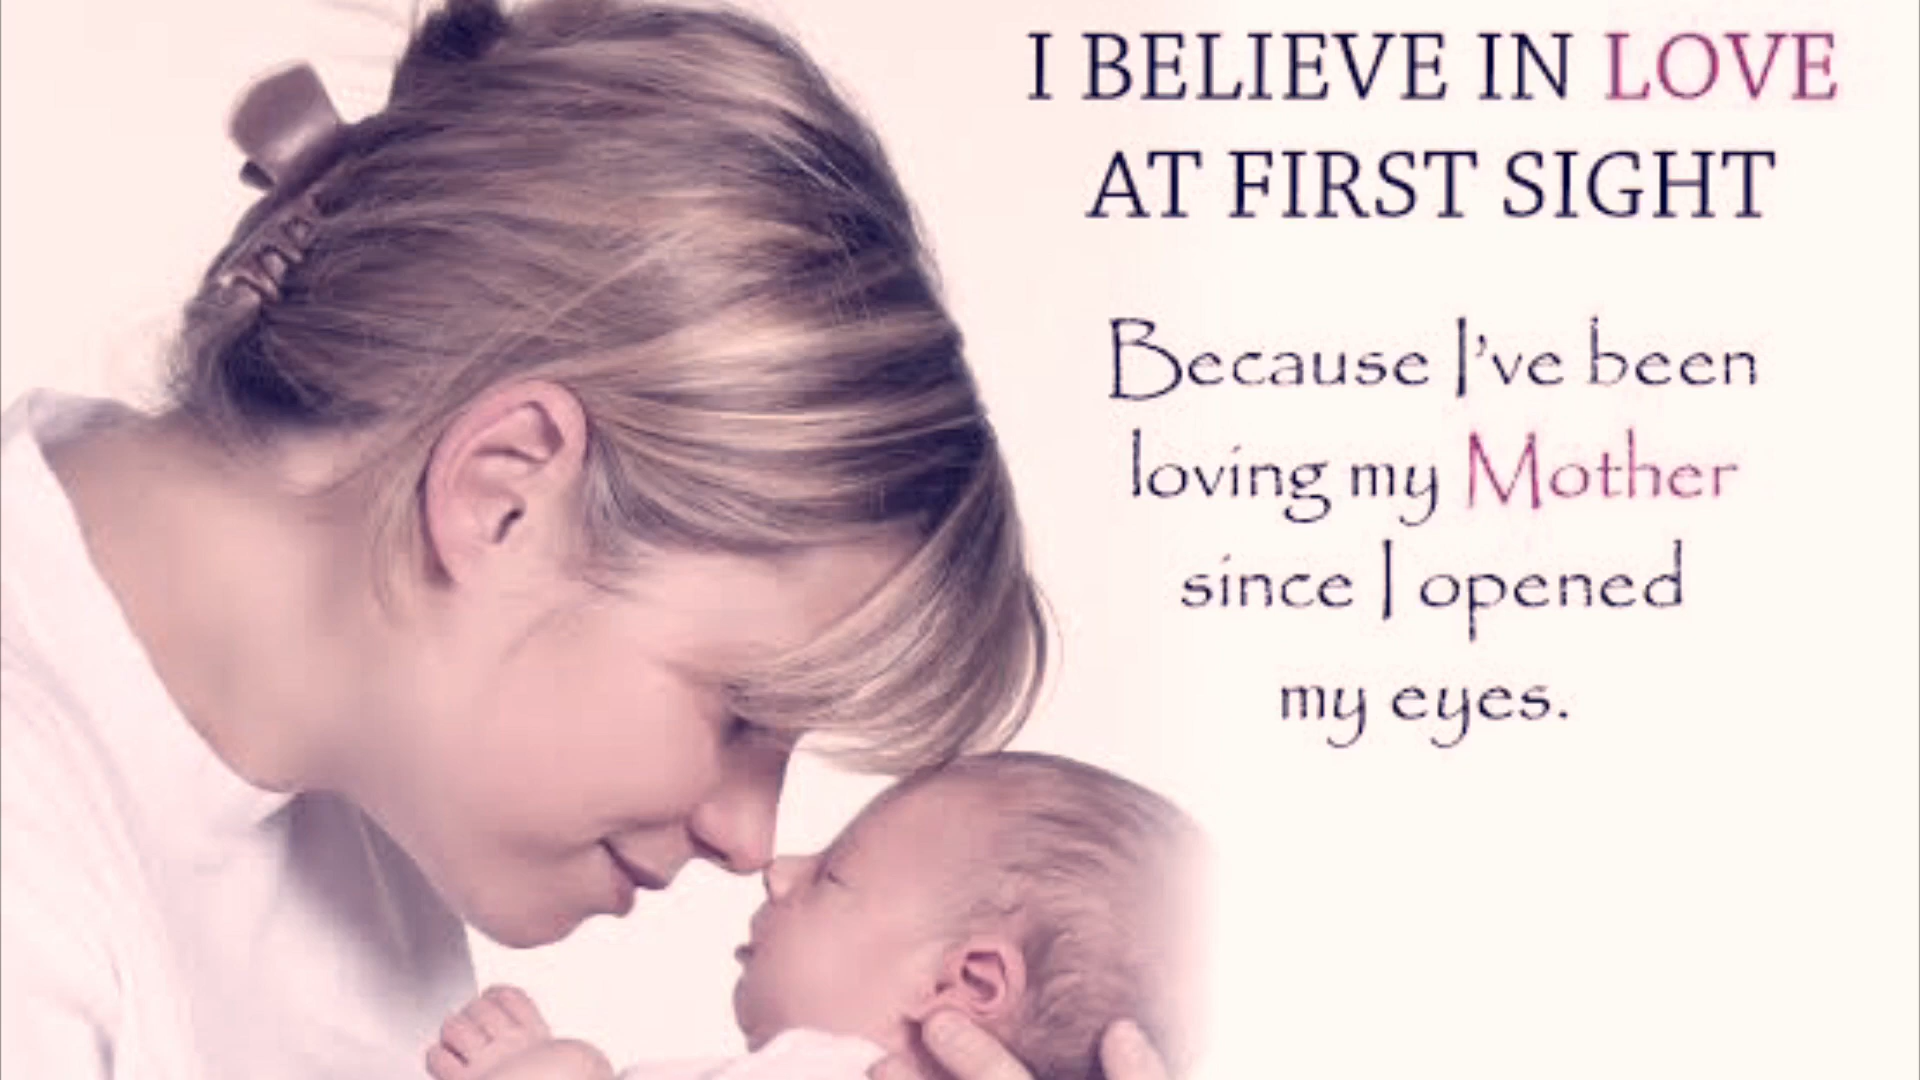 I BELIEVE IN LOVE
AT FIRST SIGHT
Because I've been
loving my Mother
since I opened
my eyes.